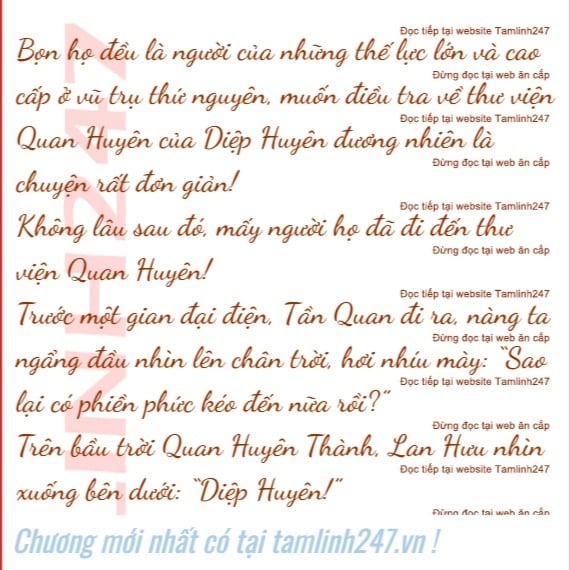 Đọc tiếp tại website Tamlinh247
Bọn họ đều là người của những thế lực lớn và cao
Đừng đọc tại web ăn cắp
cấp ở vũ trụ thứ nguyên, muốn điều tra về thư viện
Đọc tiếp tại website Tamlinh247
Quan Huyên của Diệp Huyên đương nhiên là
Đừng đọc tại web ăn cắp
chuyện rất đơn giản!
Đọc tiếp tại website Tamlinh247
Không lâu sau đó, mấy người họ đã đi đến thư
Đừng đọc tại web ăn cắp
viện Quan Huyên!
Đọc tiếp tại website Tamlinh247
Trước một gian đại điện, Tần Quan đi ra, nàng ta
Đừng đọc tại web ăn cắp
ngẩng đầu nhìn lên chân trời, hơi nhíu mày: “Sao
Đọc tiếp tại website Tamlinh247
lại có phiền phức kéo đến nữa rồi?”
Đừng đọc tại web ăn cắp
Trên bầu trời Quan Huyên Thành, Lan Hưu nhìn
Đọc tiếp tại website Tamlinh247
xuống bên dưới: “Diệp Huyên!”
Đừng đọc tại web ăn cắp
INH247
Chương mới nhất có tại tamlinh247.vn !